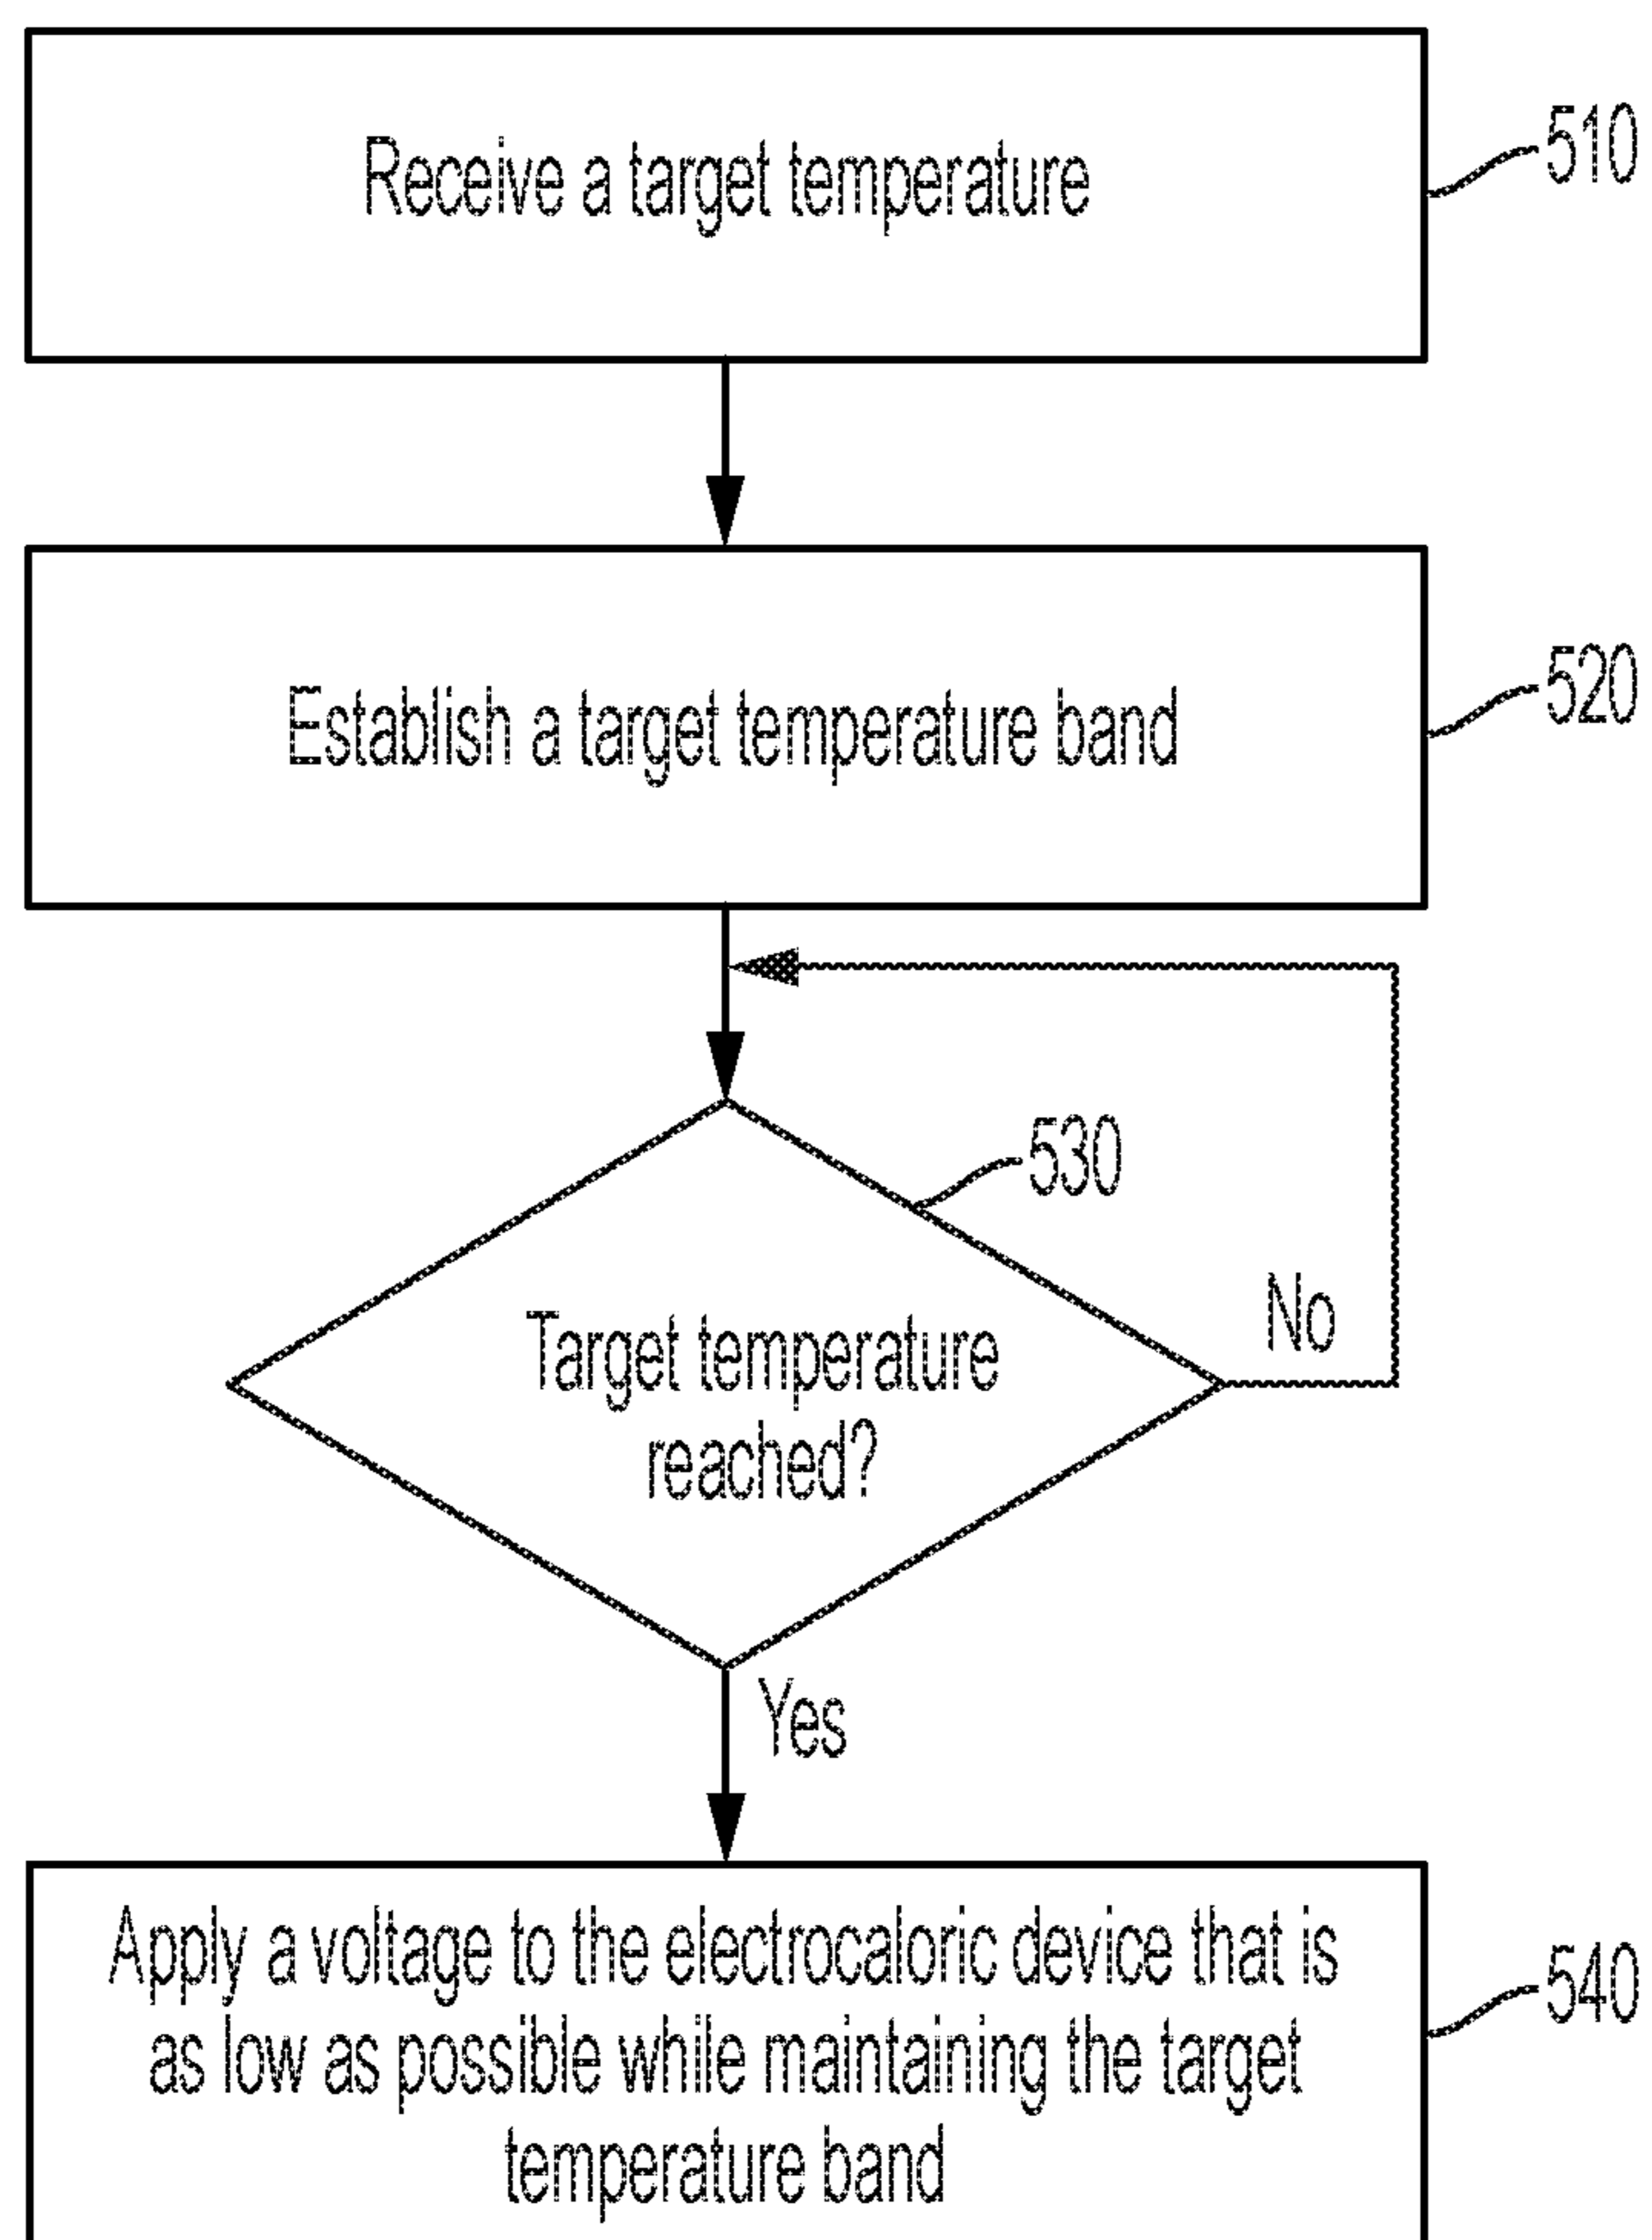 Receive a target temperature
510
Establish a target temperature band
520
530
Target temperature
reached?
No
Yes
Apply a voltage to the electrocaloric device that is
as low as possible while maintaining the target
temperature band
540